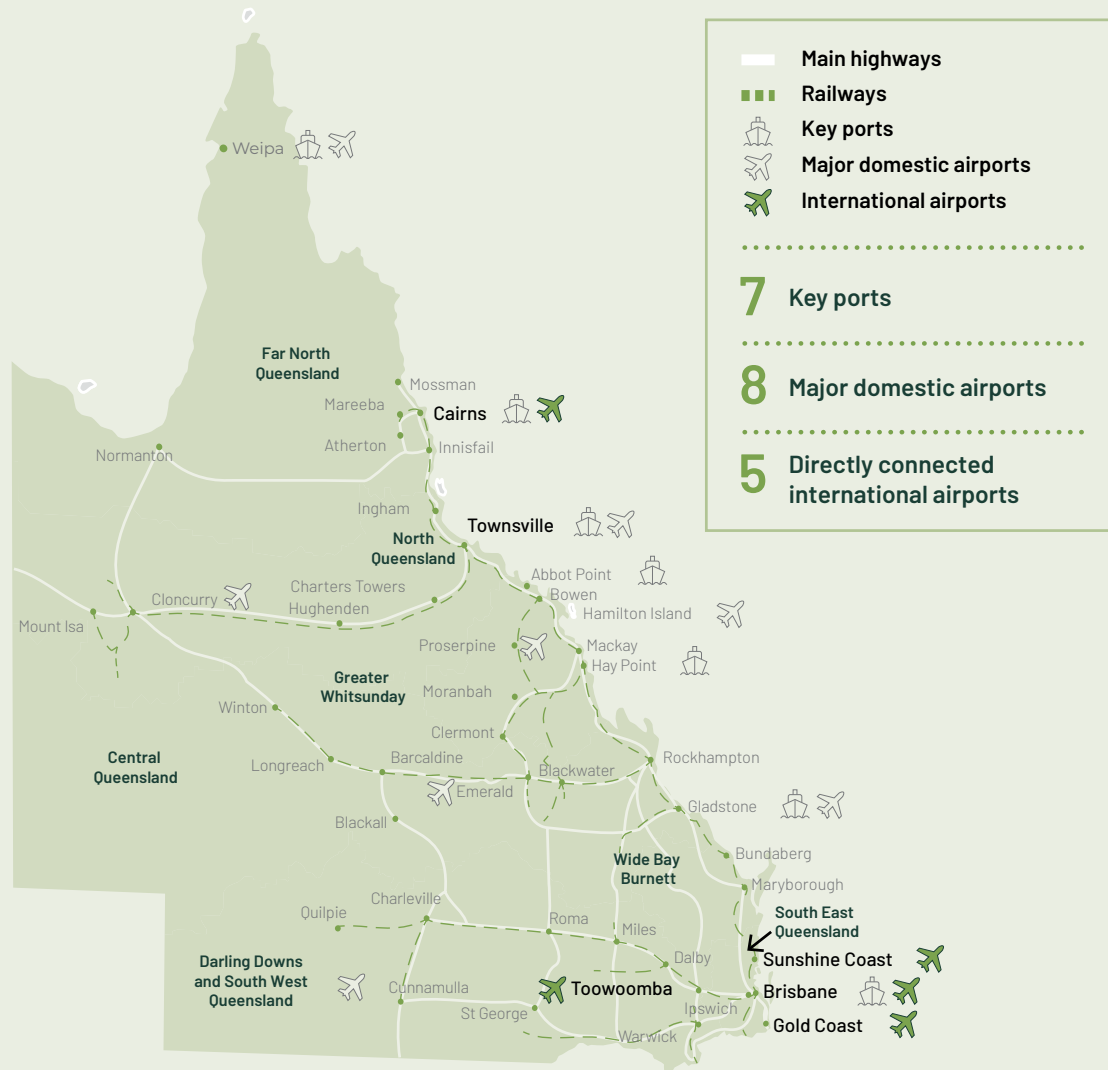 Main highways
Railways
Key ports
Major domestic airports
International airports
7 Key ports
8 Major domestic airports
5 Directly connected
international airports
Weipa
Far North
Queensland
Mossman
Mareeba
Cairns
Atherton
Innisfail
Normanton
Ingham
Townsville
North
Queensland
Abbot Point
Bowen
Charters Towers
Hughenden
Cloncurry
Hamilton Island
Mount Isa
Proserpine
Mackay
Hay Point
Greater
Whitsunday
Moranbah
Winton
Clermont
Central
Queensland
Longreach
Barcaldine
Blackwater
Rockhampton
Emerald
Gladstone
Blackall
Bundaberg
Wide Bay
Burnett
Maryborough
Charleville
Quilpie
Roma
Miles
South East
Queensland
Dalby
Sunshine Coast
Darling Downs
and South West
Queensland
Cunnamulla
Toowoomba
Brisbane
St George
Ipswich
Gold Coast
Warwick